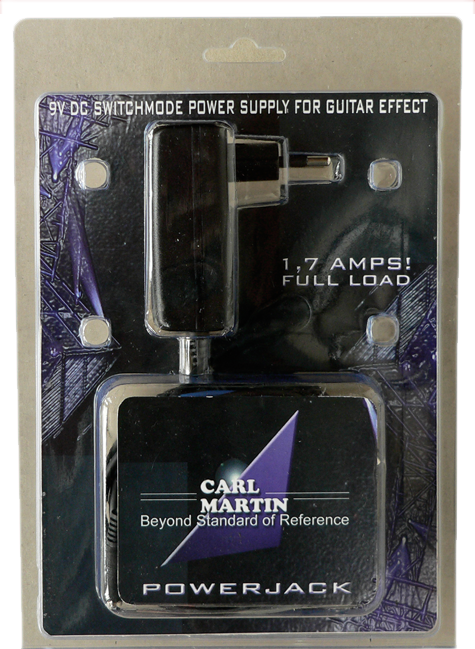 9V DC SWITCHMODE POWER SUPPLY FOR GUITAR EFFECT
1,7 AMPS!
FULL LOAD
CARL
MARTIN
Beyond Standard of Reference
POWERJACK